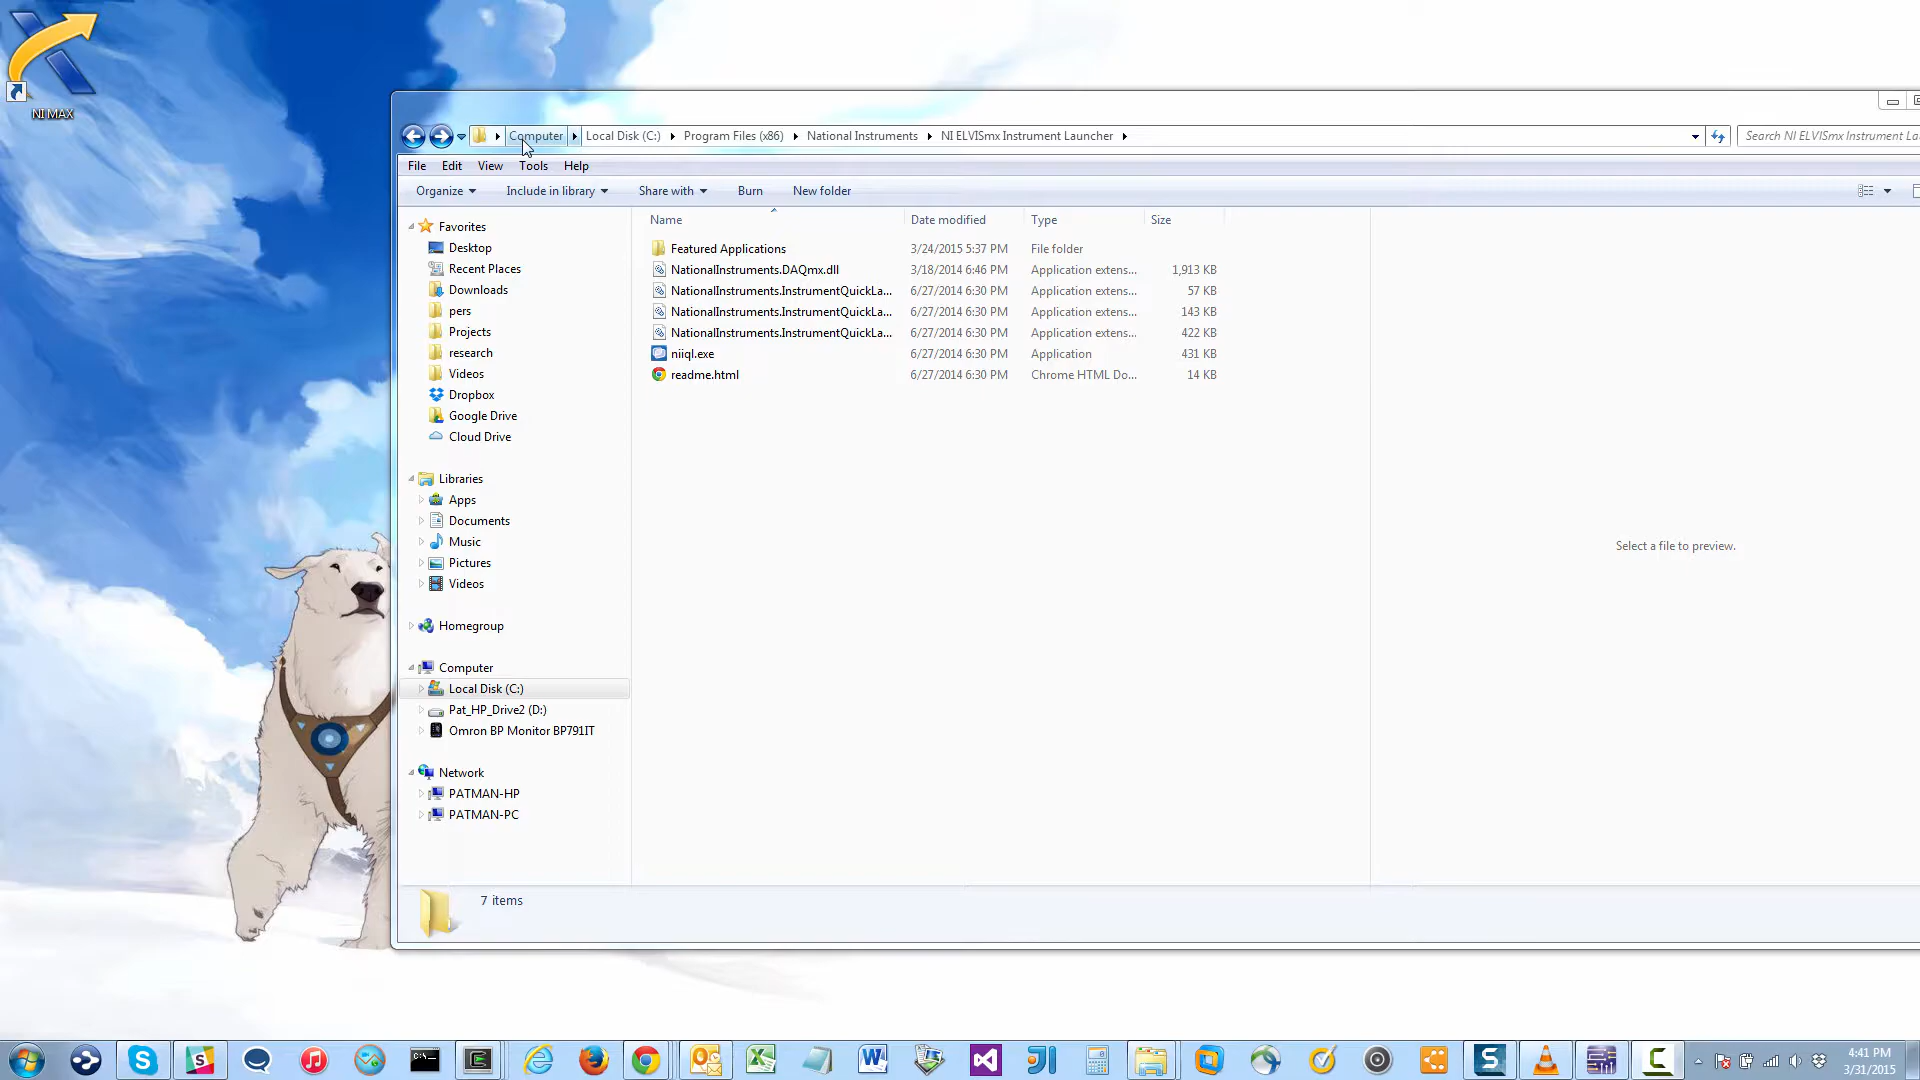 NI MAX
Computer Local Disk (C:) Program Files (x86) National Instruments NI ELVISmx Instrument Launcher
Search NI ELVISmx Instrument La
File Edit View Tools Help
Organize Include in library Share with Burn New folder
Name Date modified Type Size
Favorites
Desktop
Recent Places
Downloads
pers
Projects
research
Videos
Dropbox
Google Drive
Cloud Drive
Libraries
Apps
Documents
Music
Pictures
Videos
Homegroup
Computer
Local Disk (C:)
Pat_HP_Drive2 (D:)
Omron BP Monitor BP791IT
Network
PATMAN-HP
PATMAN-PC
Featured Applications 3/24/2015 5:37 PM File folder
NationalInstruments.DAQmx.dll 3/18/2014 6:46 PM Application extens... 1,913 KB
NationalInstruments.InstrumentQuickLa... 6/27/2014 6:30 PM Application extens... 57 KB
NationalInstruments.InstrumentQuickLa... 6/27/2014 6:30 PM Application extens... 143 KB
NationalInstruments.InstrumentQuickLa... 6/27/2014 6:30 PM Application extens... 422 KB
niiql.exe 6/27/2014 6:30 PM Application 431 KB
readme.html 6/27/2014 6:30 PM Chrome HTML Do... 14 KB
Select a file to preview.
7 items
4:41 PM
3/31/2015